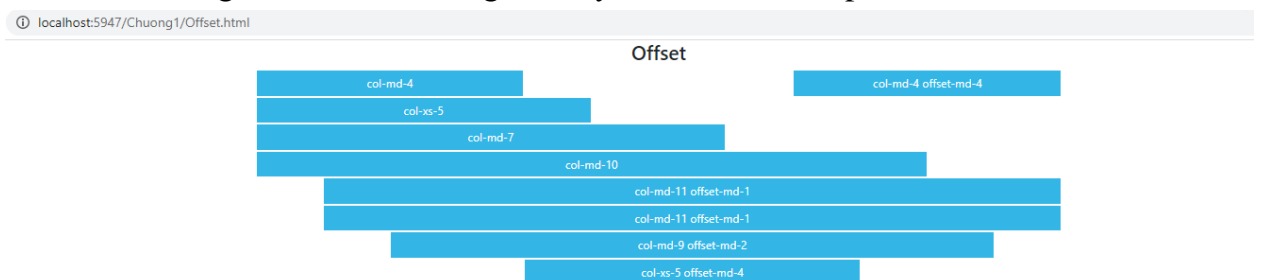 localhost:5947/Chuong1/Offset.html
Offset
col-md-4 col-md-4 offset-md-4
col-xs-5
col-md-7
col-md-10
col-md-11 offset-md-1
col-md-11 offset-md-1
col-md-9 offset-md-2
col-xs-5 offset-md-4